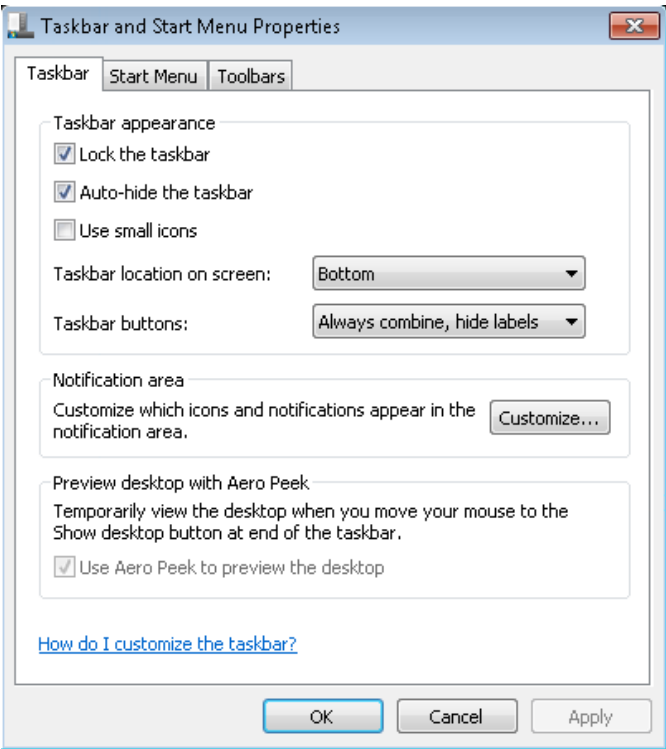 Taskbar and Start Menu Properties
Taskbar
Start Menu
Toolbars
Taskbar appearance
Lock the taskbar
Auto-hide the taskbar
Use small icons
Taskbar location on screen:
Bottom
Taskbar buttons:
Always combine, hide labels
Notification area
Customize which icons and notifications appear in the
notification area.
Customize...
Preview desktop with Aero Peek
Temporarily view the desktop when you move your mouse to the
Show desktop button at end of the taskbar.
Use Aero Peek to preview the desktop
How do I customize the taskbar?
OK
Cancel
Apply